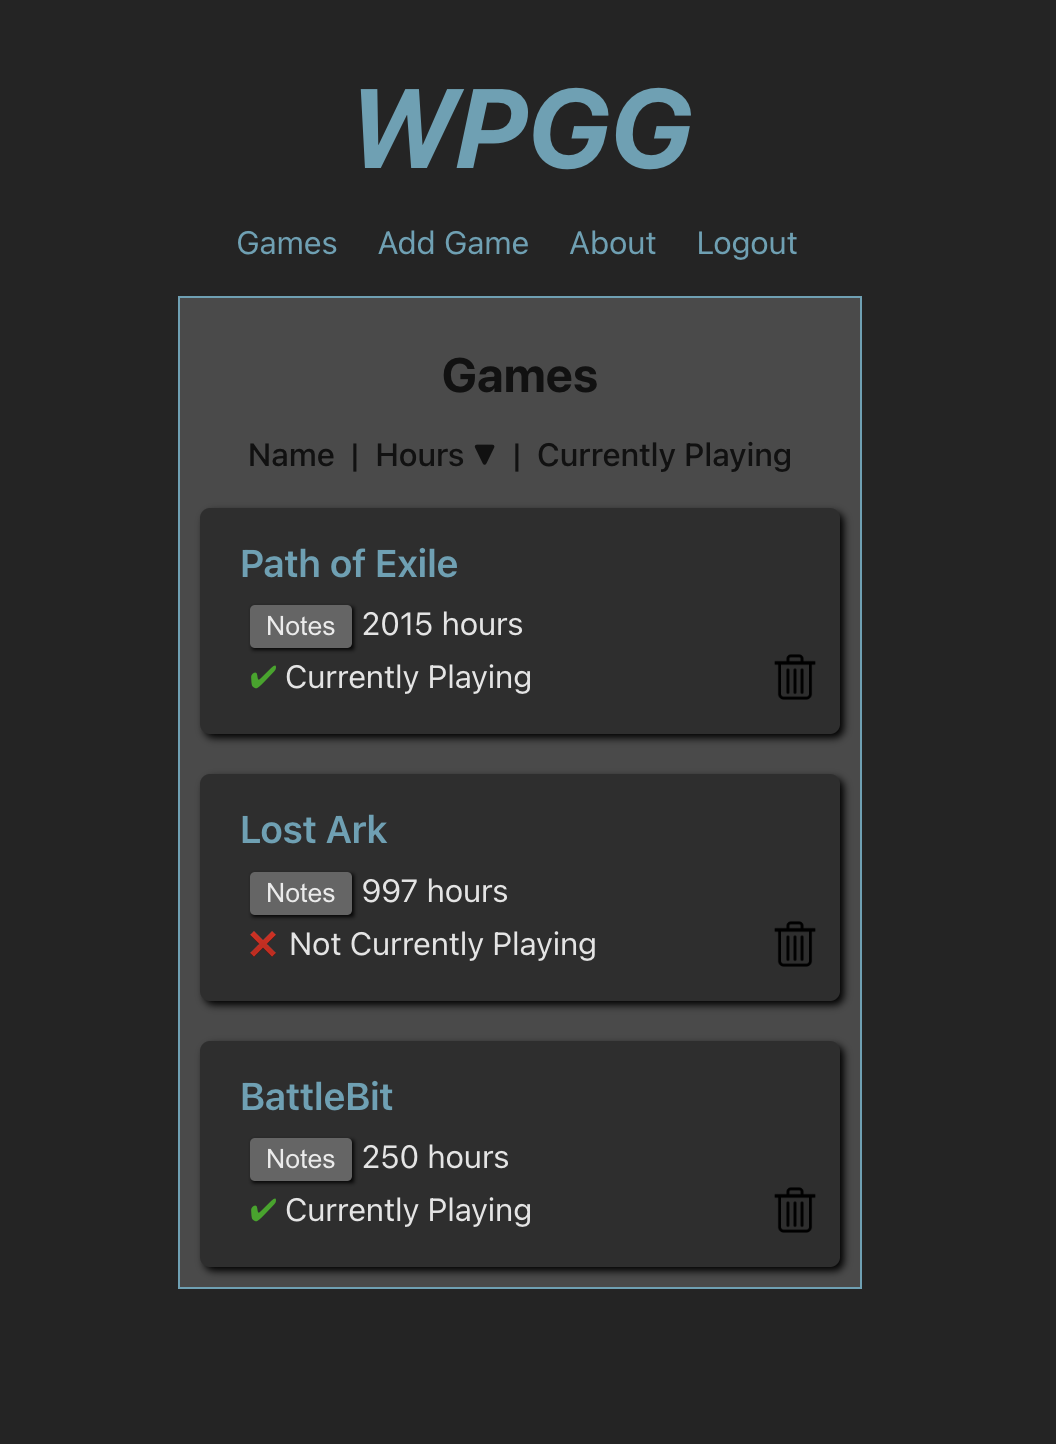 WPGG
Games Add Game About Logout
Games
Name | Hours ▼ | Currently Playing
Path of Exile
Notes 2015 hours
✔ Currently Playing
Lost Ark
Notes 997 hours
❌ Not Currently Playing
BattleBit
Notes 250 hours
✔ Currently Playing